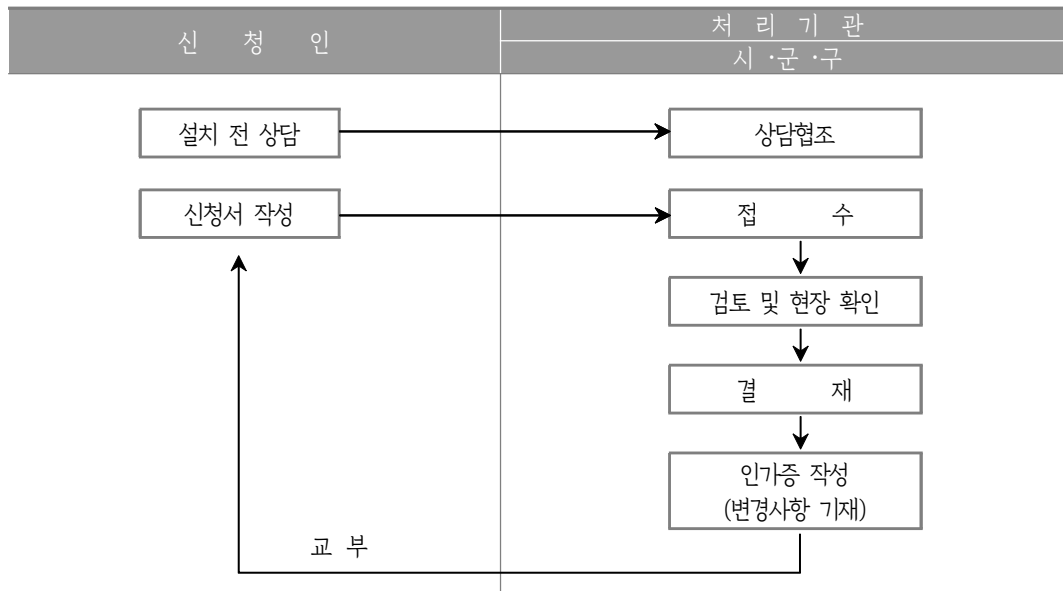 신 청 인
처 리 기 관
시 ·군 ·구
설치 전 상담
상담협조
신청서 작성
접 수
검토 및 현장 확인
결 재
인가증 작성
(변경사항 기재)
교 부